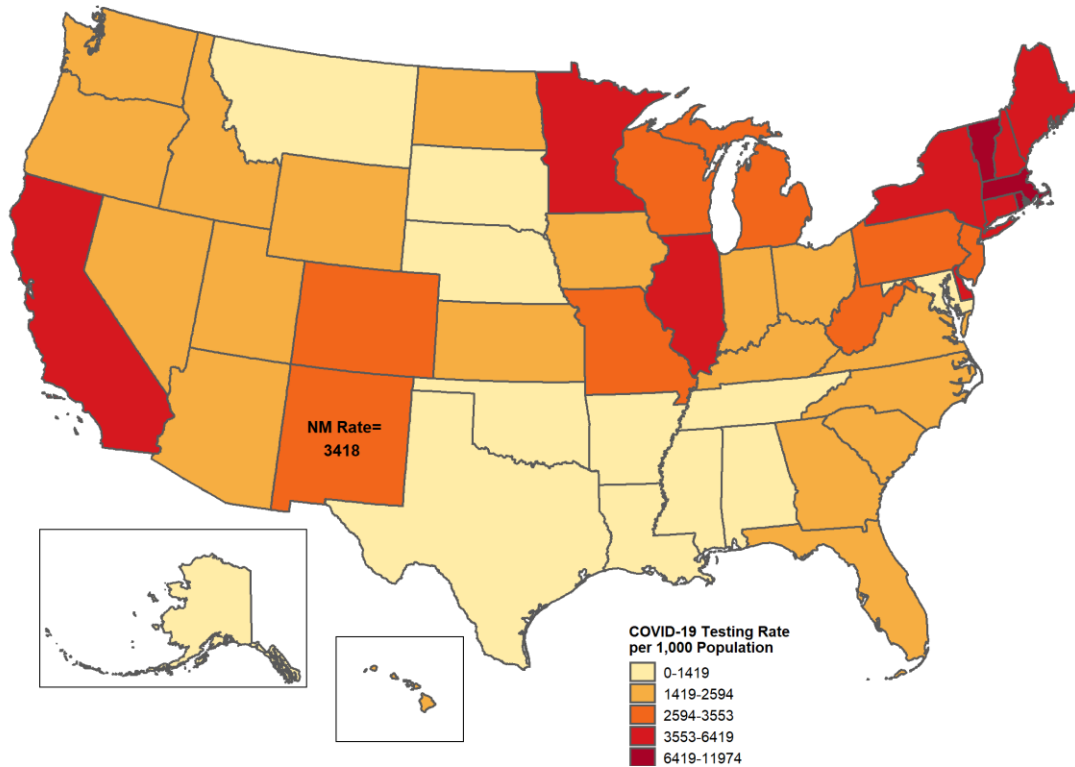 NM Rate=
3418
COVID-19 Testing Rate
per 1,000 Population
0-1419
1419-2594
2594-3553
3553-6419
6419-11974